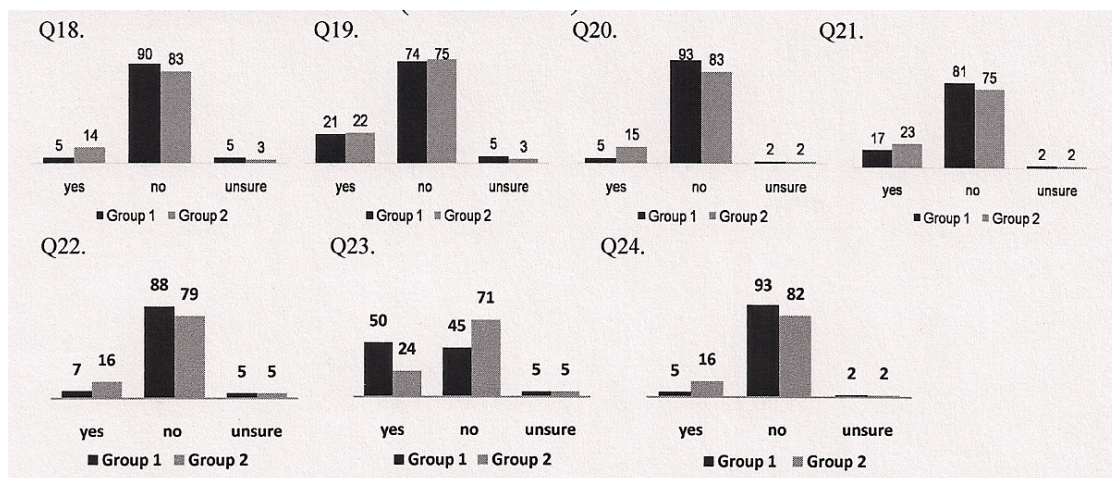 Q18.
90 83
5 14
5 3
yes no unsure
Group 1 Group 2
Q19.
74 75
21 22
5 3
yes no unsure
Group 1 Group 2
Q20.
93 83
5 15
2 2
yes no unsure
Group 1 Group 2
Q21.
81 75
17 23
2 2
yes no unsure
Group 1 Group 2
Q22.
88 79
7 16
5 5
yes no unsure
Group 1 Group 2
Q23.
71
50 45
24
5 5
yes no unsure
Group 1 Group 2
Q24.
93 82
5 16
2 2
yes no unsure
Group 1 Group 2